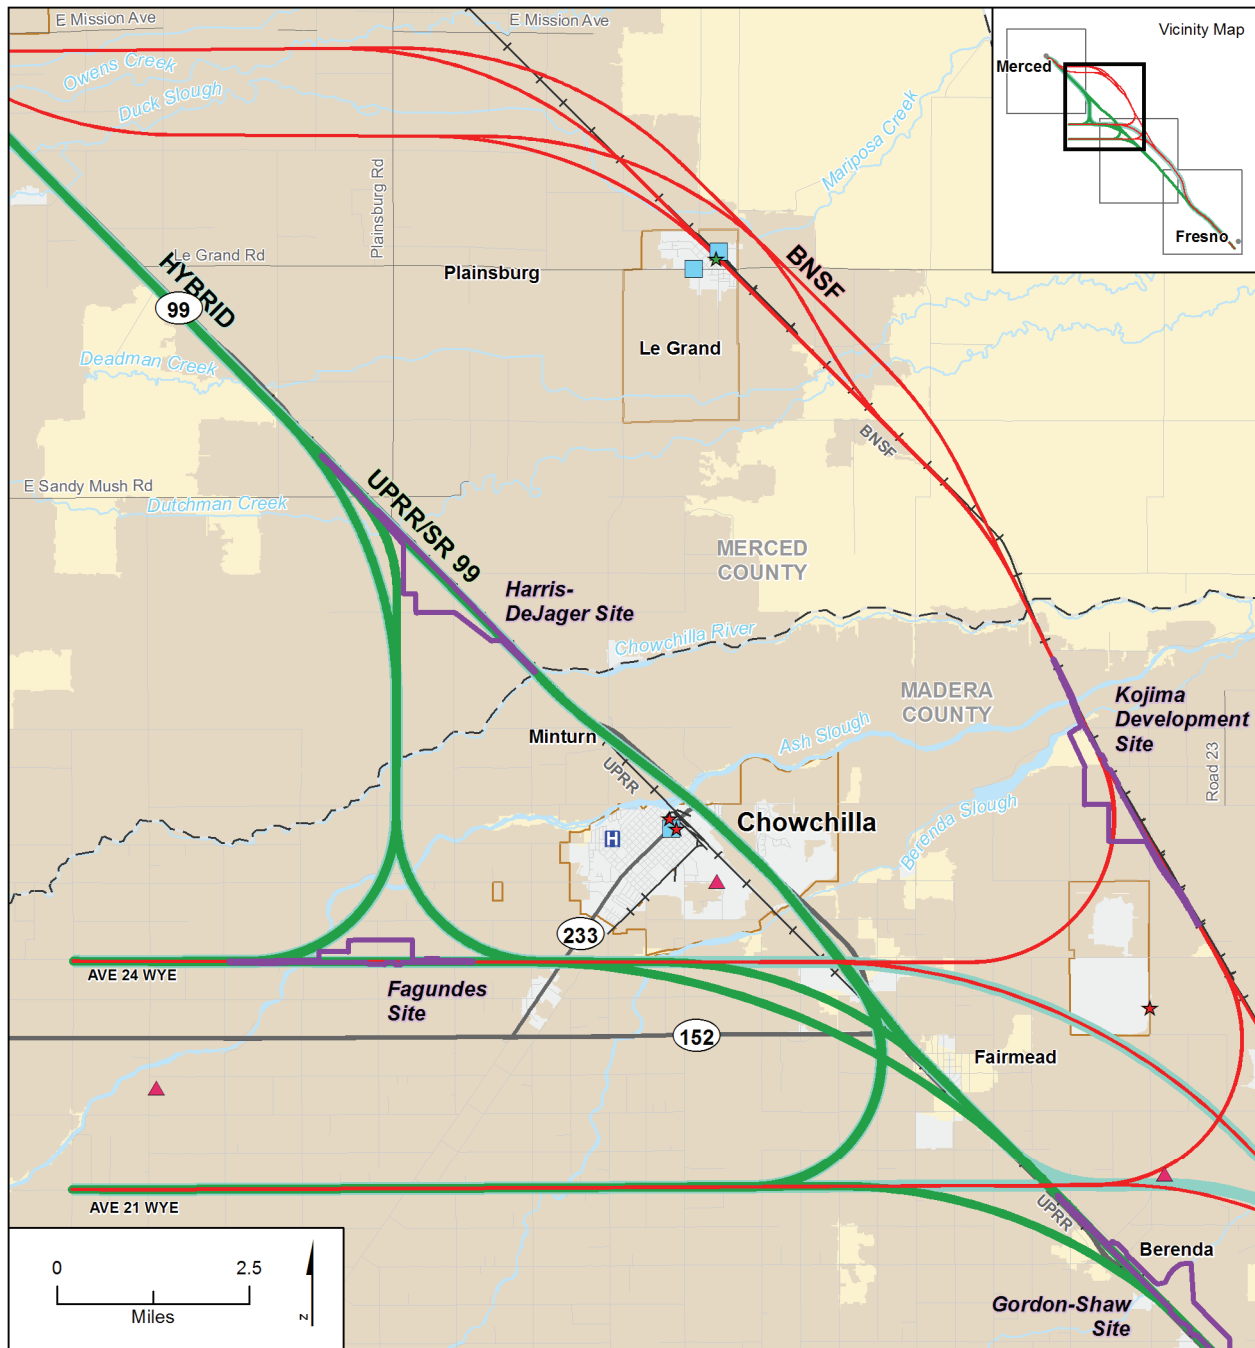 E Mission Ave
E Mission Ave
Vicinity Map
Merced
Fresno
Owens Creek
Duck Slough
Mariposa Creek
Plainsburg Rd
Le Grand Rd
HYBRID
99
Plainsburg
BNSF
Le Grand
Deadman Creek
BNSF
E Sandy Mush Rd
Dutchman Creek
UPRR/SR 99
MERCED
COUNTY
Harris-
DeJager Site
Chowchilla River
MADERA
COUNTY
Kojima
Development
Site
Road 23
Minturn
Ash Slough
UPRR
Berenda Slough
Chowchilla
H
233
AVE 24 WYE
Fagundes
Site
152
Fairmead
AVE 21 WYE
UPRR
Berenda
Gordon-Shaw
Site
0
2.5
Miles
N